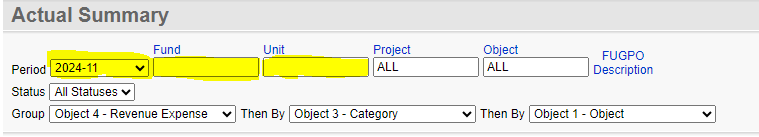 Actual Summary
Fund Unit Project Object
Period 2024-11 ALL ALL FUGPO
Description
Status All Statuses
Group Object 4 - Revenue Expense Then By Object 3 - Category Then By Object 1 - Object